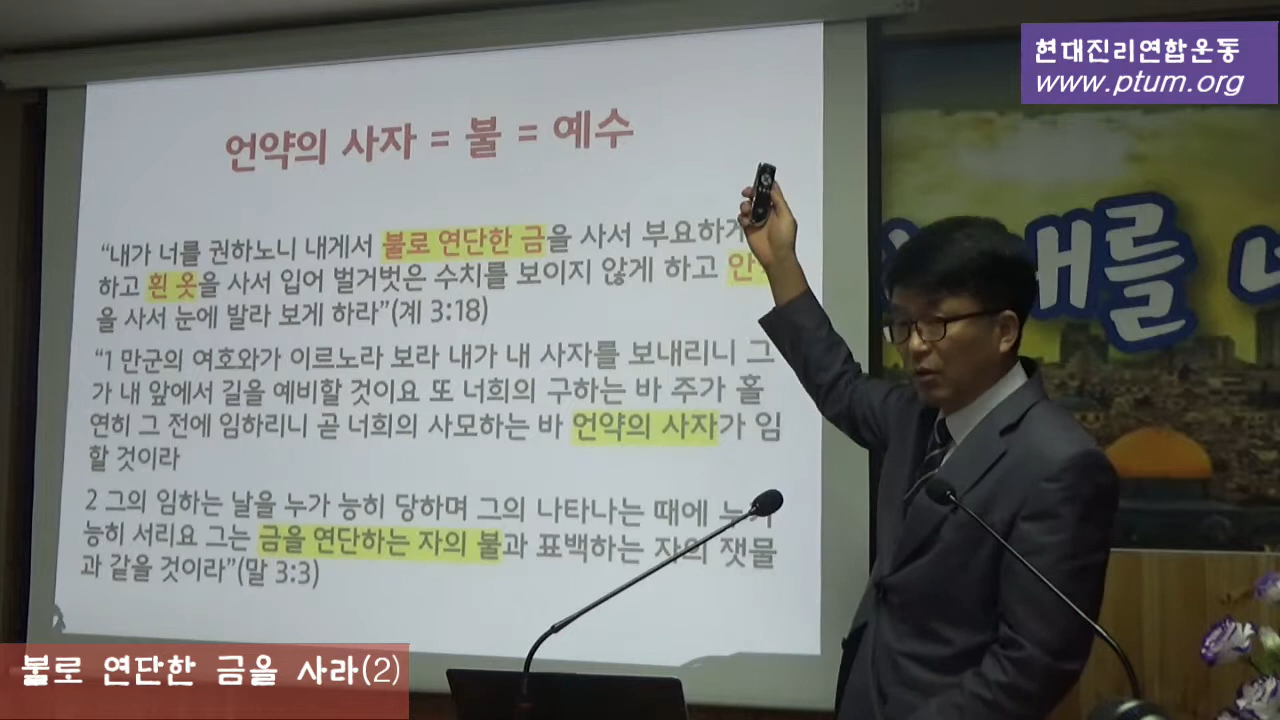 현대진리연합운동
www.ptum.org
언약의 사자 = 불 = 예수
“내가 너를 권하노니 내게서 불로 연단한 금을 사서 부요하게
하고 흰 옷을 사서 입어 벌거벗은 수치를 보이지 않게 하고
을 사서 눈에 발라 보게 하라”(계 3:18)
“1 만군의 여호와가 이르노라 보라 내가 내 사자를 보내리니 그
가 내 앞에서 길을 예비할 것이요 또 너희의 구하는 바 주가 홀
연히 그 전에 임하리니 곧 너희의 사모하는 바 언약의 사자가 임
할 것이라
2 그의 임하는 날을 누가 능히 당하며 그의 나타나는 때에
능히 서리요 그는 금을 연단하는 자의 불과 표백하는 자의 잿물
과 같을 것이라”(말 3:3)
를
불로 연단한 금을 사라(2)